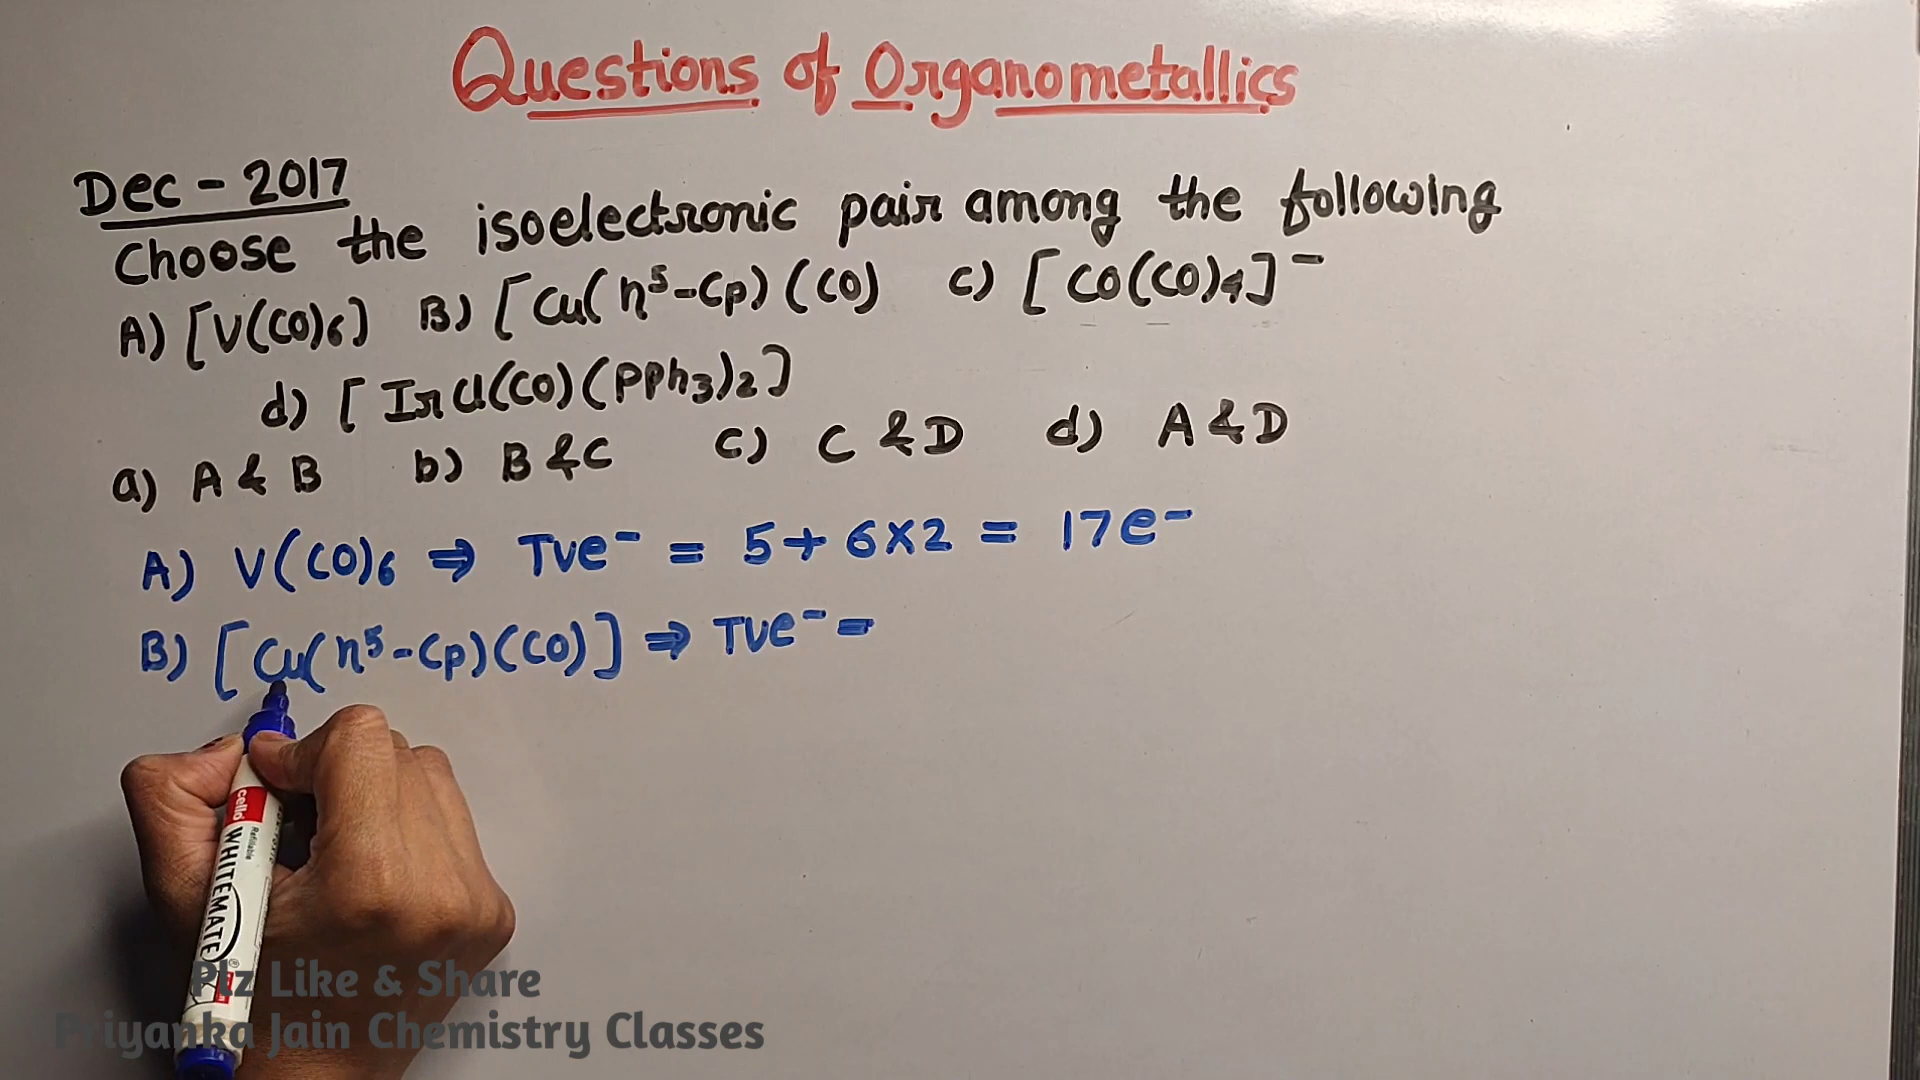 Questions of Organometallics
Dec - 2017
Choose the isoelectronic pair among the following
A) [V(CO)₆] B) [Cu(η⁵-Cp)(CO) c) [Co(CO)₄]⁻
d) [IrCl(CO)(PPh₃)₂]
a) A & B b) B & C c) C & D d) A & D
A) V(CO)₆ ⇒ TVe⁻ = 5 + 6×2 = 17e⁻
B) [Cu(η⁵-Cp)(CO)] ⇒ TVe⁻ =
cello
WHITEMATE
Plz Like & Share
Priyanka Jain Chemistry Classes